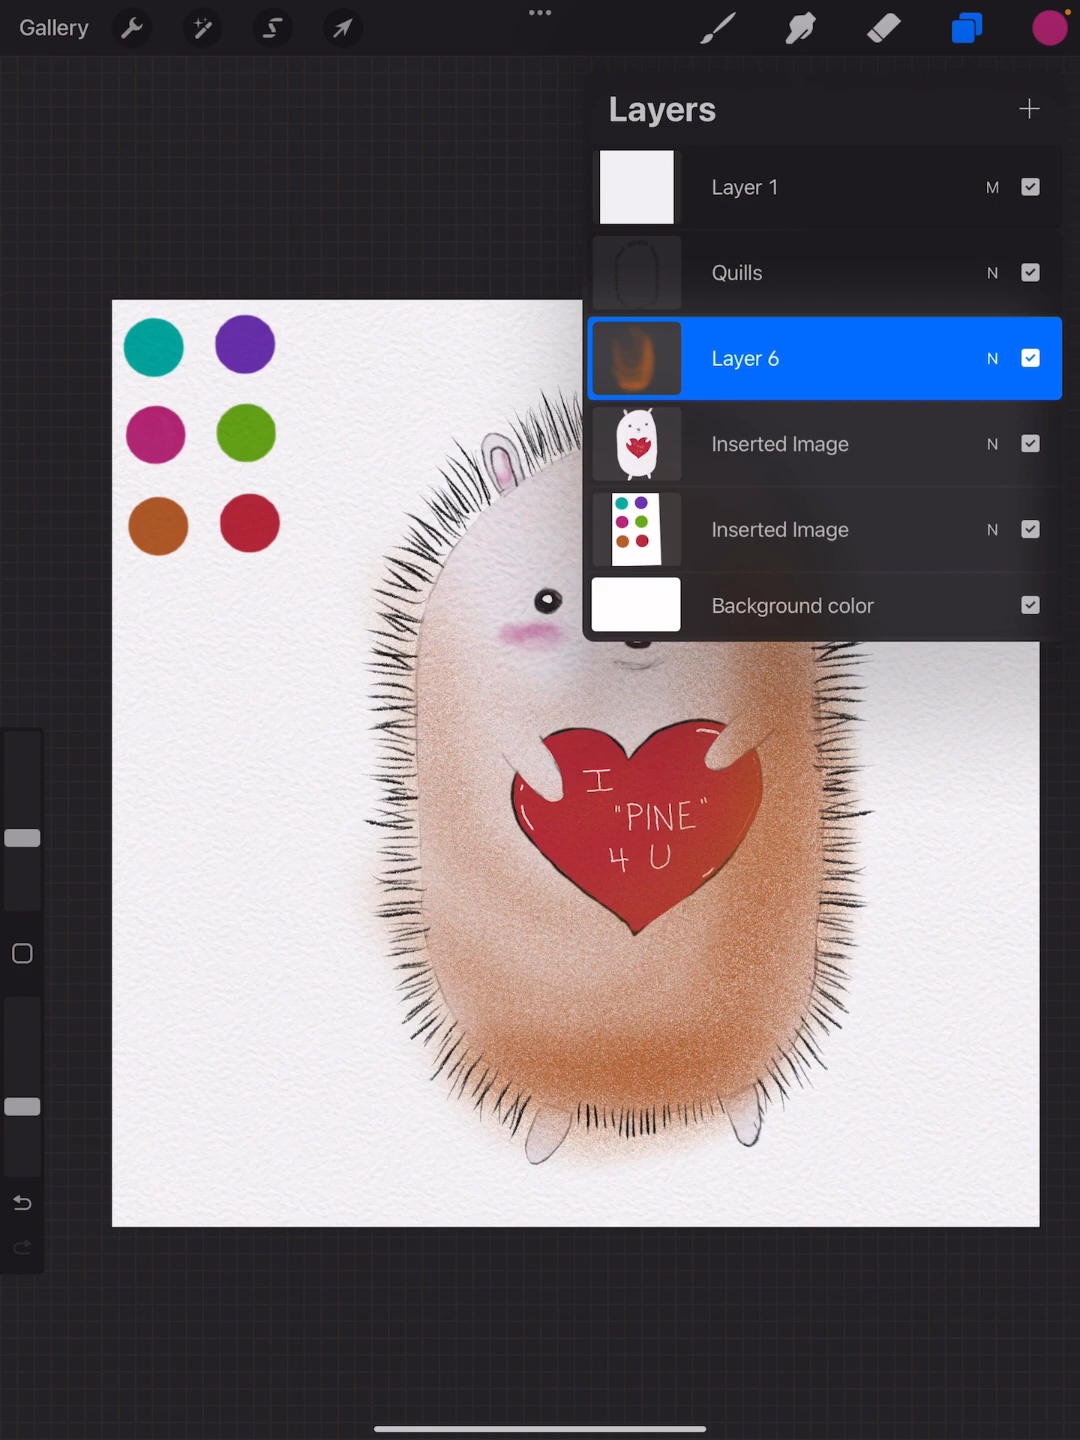 Gallery
Layers
Layer 1 M
Quills N
Layer 6 N
Inserted Image N
Inserted Image N
Background color
I
"PINE"
4 U